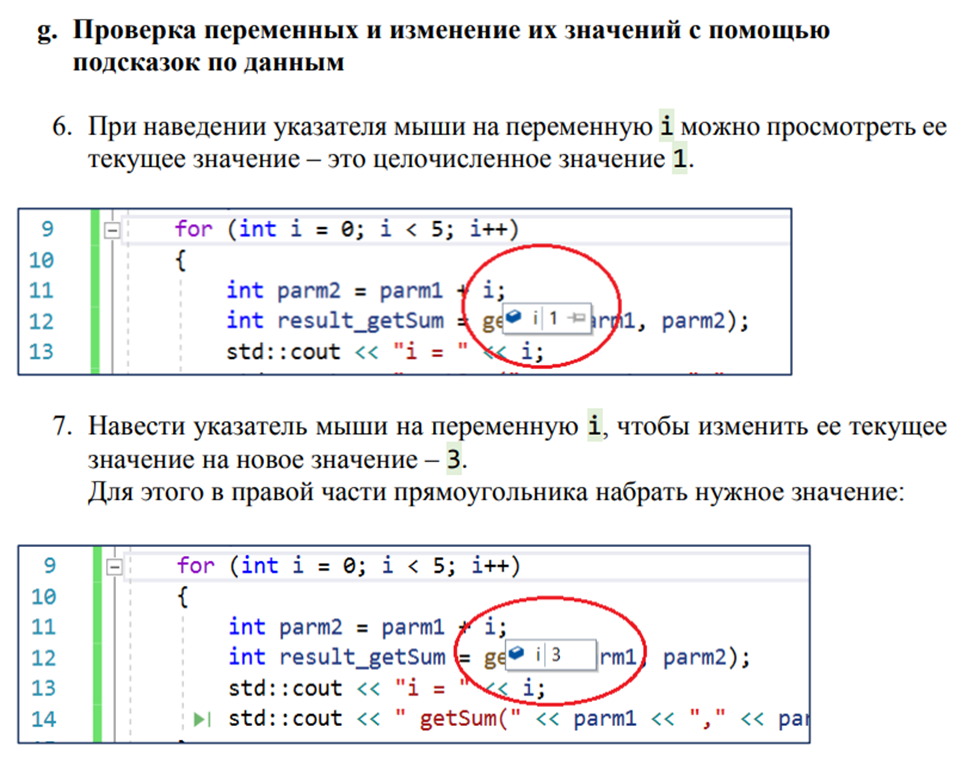 g. Проверка переменных и изменение их значений с помощью
подсказок по данным
6. При наведении указателя мыши на переменную i можно просмотреть ее
текущее значение – это целочисленное значение 1.
9 for (int i = 0; i < 5; i++)
10 {
11 int parm2 = parm1 + i;
12 int result_getSum = ge i 1 arm1, parm2);
13 std::cout << "i = " << i;
7. Навести указатель мыши на переменную i, чтобы изменить ее текущее
значение на новое значение – 3.
Для этого в правой части прямоугольника набрать нужное значение:
9 for (int i = 0; i < 5; i++)
10 {
11 int parm2 = parm1 + i;
12 int result_getSum = ge i 3 rm1, parm2);
13 std::cout << "i = " << i;
14 std::cout << " getSum(" << parm1 << "," << par